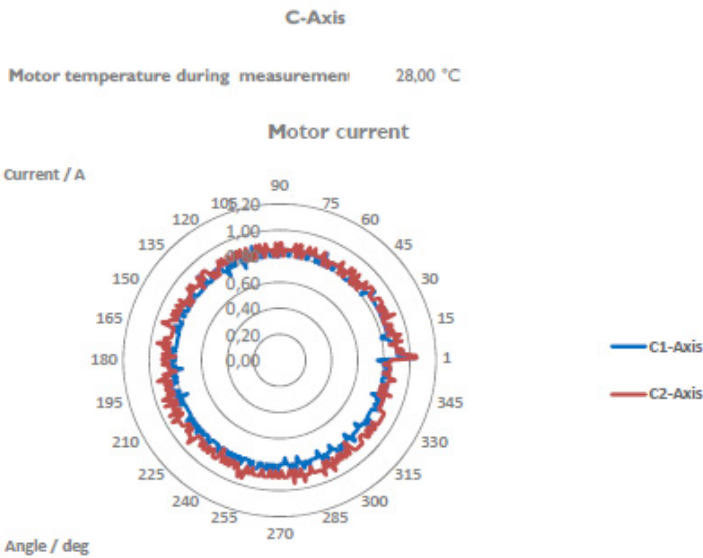 C-Axis
Motor temperature during measuremen 28,00 °C
Motor current
Current / A
90
105 75
120 60
135 45
150 30
165 15
180 1
195 345
210 330
225 315
240 300
255 285
270
1,20
1,00
0,60
0,40
0,20
0,00
C1-Axis
C2-Axis
Angle / deg